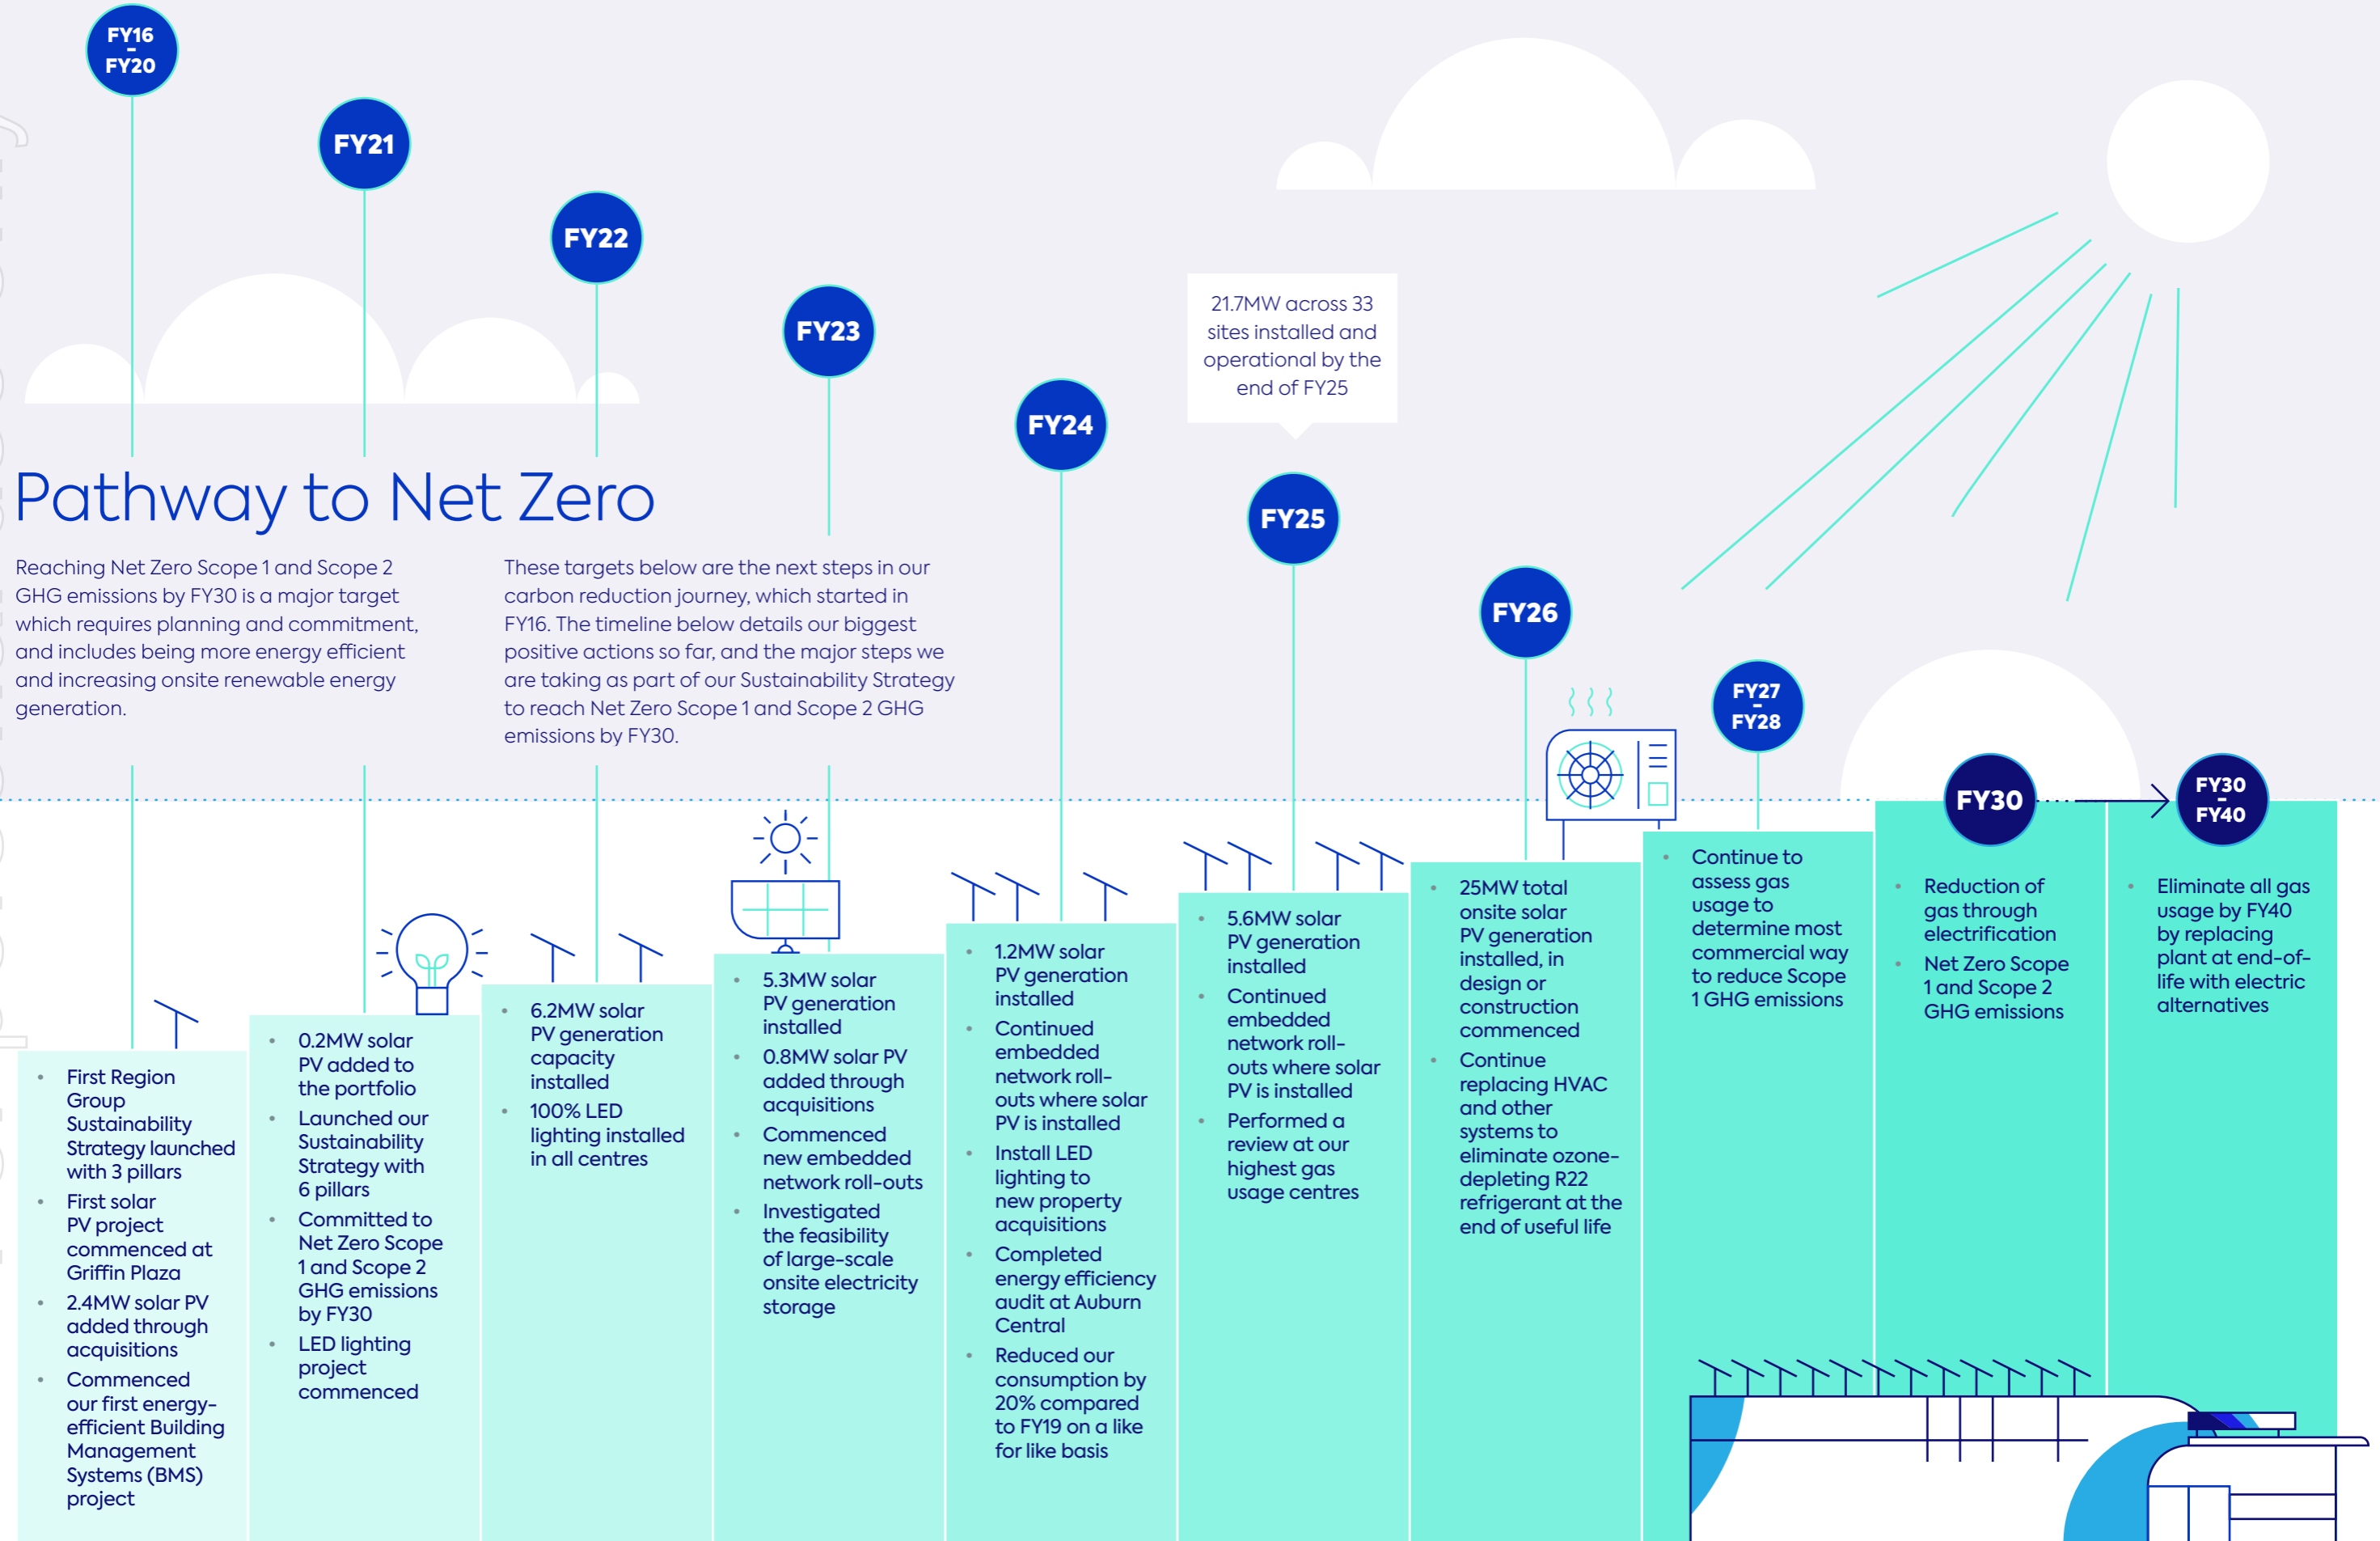 FY16
–
FY20
FY21
FY22
FY23
FY24
21.7MW across 33
sites installed and
operational by the
end of FY25
FY25
FY26
FY27
–
FY28
FY30
FY30
–
FY40
Pathway to Net Zero
Reaching Net Zero Scope 1 and Scope 2
GHG emissions by FY30 is a major target
which requires planning and commitment,
and includes being more energy efficient
and increasing onsite renewable energy
generation.
These targets below are the next steps in our
carbon reduction journey, which started in
FY16. The timeline below details our biggest
positive actions so far, and the major steps we
are taking as part of our Sustainability Strategy
to reach Net Zero Scope 1 and Scope 2 GHG
emissions by FY30.
• First Region
Group
Sustainability
Strategy launched
with 3 pillars
• First solar
PV project
commenced at
Griffin Plaza
• 2.4MW solar PV
added through
acquisitions
• Commenced
our first energy-
efficient Building
Management
Systems (BMS)
project
• 0.2MW solar
PV added to
the portfolio
• Launched our
Sustainability
Strategy with
6 pillars
• Committed to
Net Zero Scope
1 and Scope 2
GHG emissions
by FY30
• LED lighting
project
commenced
• 6.2MW solar
PV generation
capacity
installed
• 100% LED
lighting installed
in all centres
• 5.3MW solar
PV generation
installed
• 0.8MW solar PV
added through
acquisitions
• Commenced
new embedded
network roll-outs
• Investigated
the feasibility
of large-scale
onsite electricity
storage
• 1.2MW solar
PV generation
installed
• Continued
embedded
network roll-
outs where solar
PV is installed
• Install LED
lighting to
new property
acquisitions
• Completed
energy efficiency
audit at Auburn
Central
• Reduced our
consumption by
20% compared
to FY19 on a like
for like basis
• 5.6MW solar
PV generation
installed
• Continued
embedded
network roll-
outs where solar
PV is installed
• Performed a
review at our
highest gas
usage centres
• 25MW total
onsite solar
PV generation
installed, in
design or
construction
commenced
• Continue
replacing HVAC
and other
systems to
eliminate ozone-
depleting R22
refrigerant at the
end of useful life
• Continue to
assess gas
usage to
determine most
commercial way
to reduce Scope
1 GHG emissions
• Reduction of
gas through
electrification
• Net Zero Scope
1 and Scope 2
GHG emissions
• Eliminate all gas
usage by FY40
by replacing
plant at end-of-
life with electric
alternatives